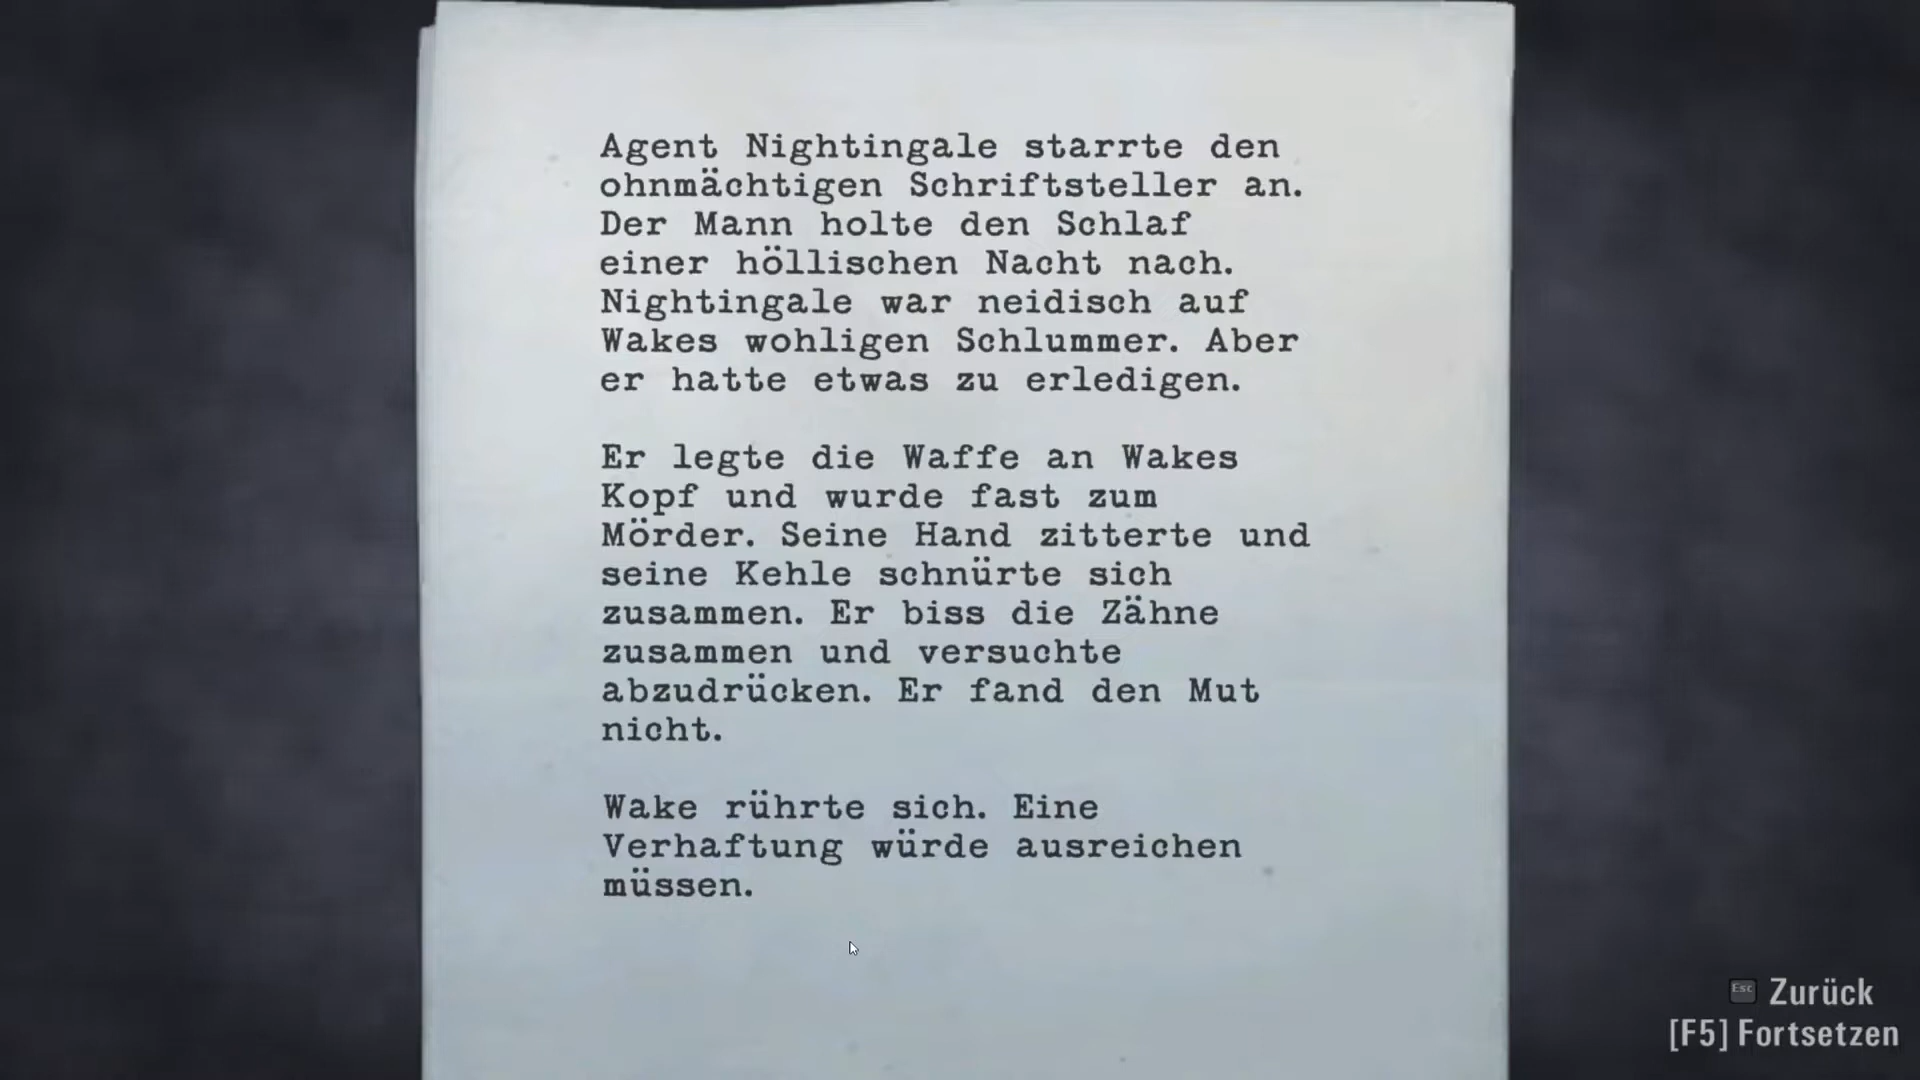 Agent Nightingale starrte den
ohnmächtigen Schriftsteller an.
Der Mann holte den Schlaf
einer höllischen Nacht nach.
Nightingale war neidisch auf
Wakes wohligen Schlummer. Aber
er hatte etwas zu erledigen.
Er legte die Waffe an Wakes
Kopf und wurde fast zum
Mörder. Seine Hand zitterte und
seine Kehle schnürte sich
zusammen. Er biss die Zähne
zusammen und versuchte
abzudrücken. Er fand den Mut
nicht.
Wake rührte sich. Eine
Verhaftung würde ausreichen
müssen.
Esc Zurück
[F5] Fortsetzen